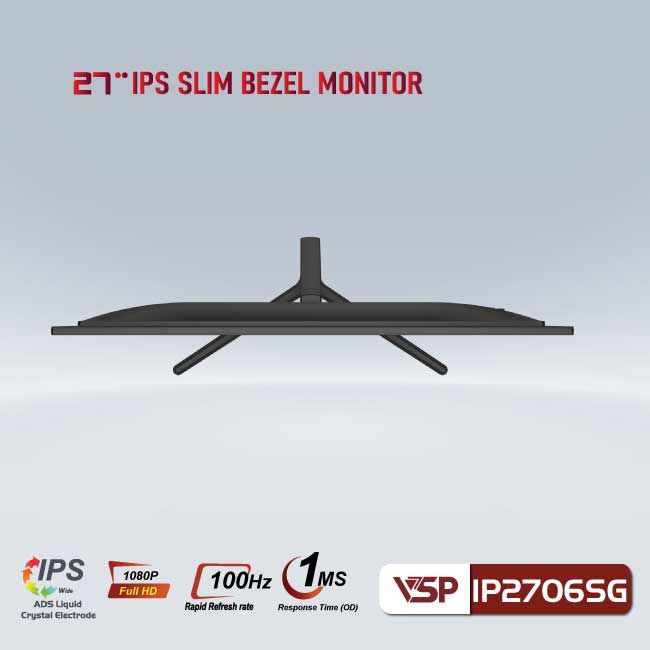 27" IPS SLIM BEZEL MONITOR
IPS
Wide
ADS Liquid
Crystal Electrode
1080P
Full HD
100Hz
Rapid Refresh rate
1MS
Response Time (OD)
VSP IP2706SG